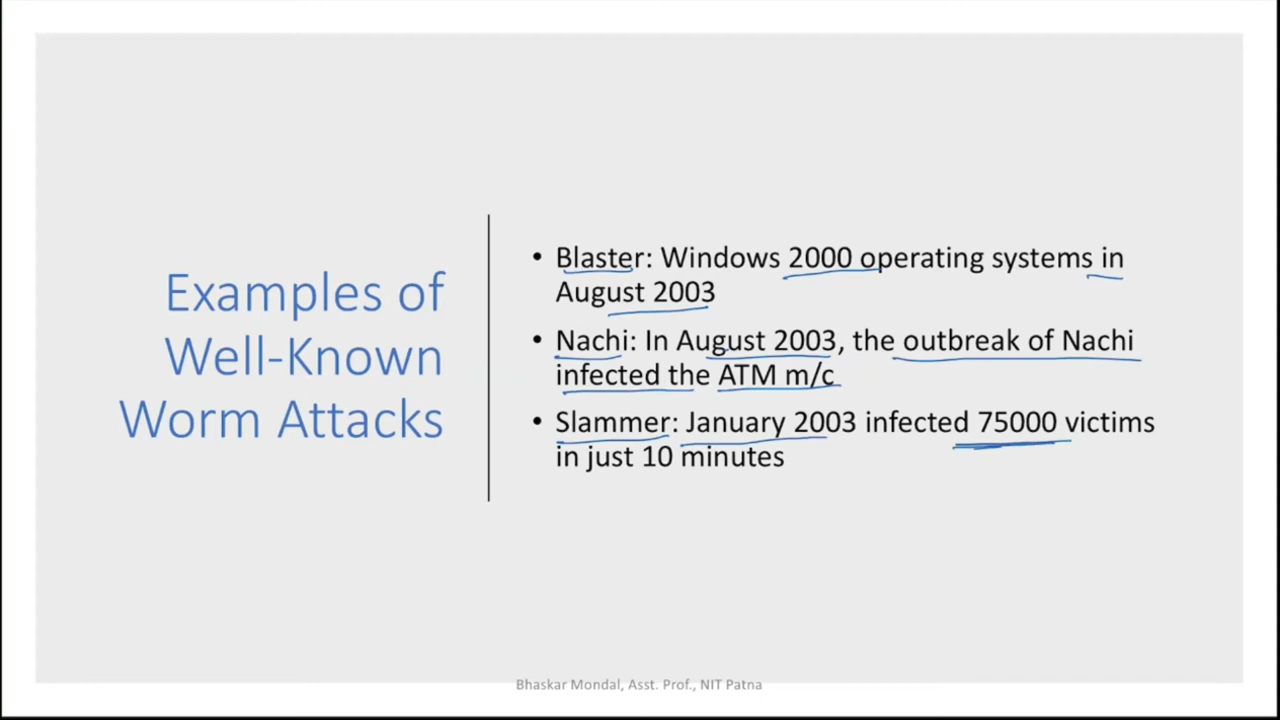 Examples of
Well-Known
Worm Attacks
• Blaster: Windows 2000 operating systems in
August 2003
• Nachi: In August 2003, the outbreak of Nachi
infected the ATM m/c
• Slammer: January 2003 infected 75000 victims
in just 10 minutes
Bhaskar Mondal, Asst. Prof., NIT Patna